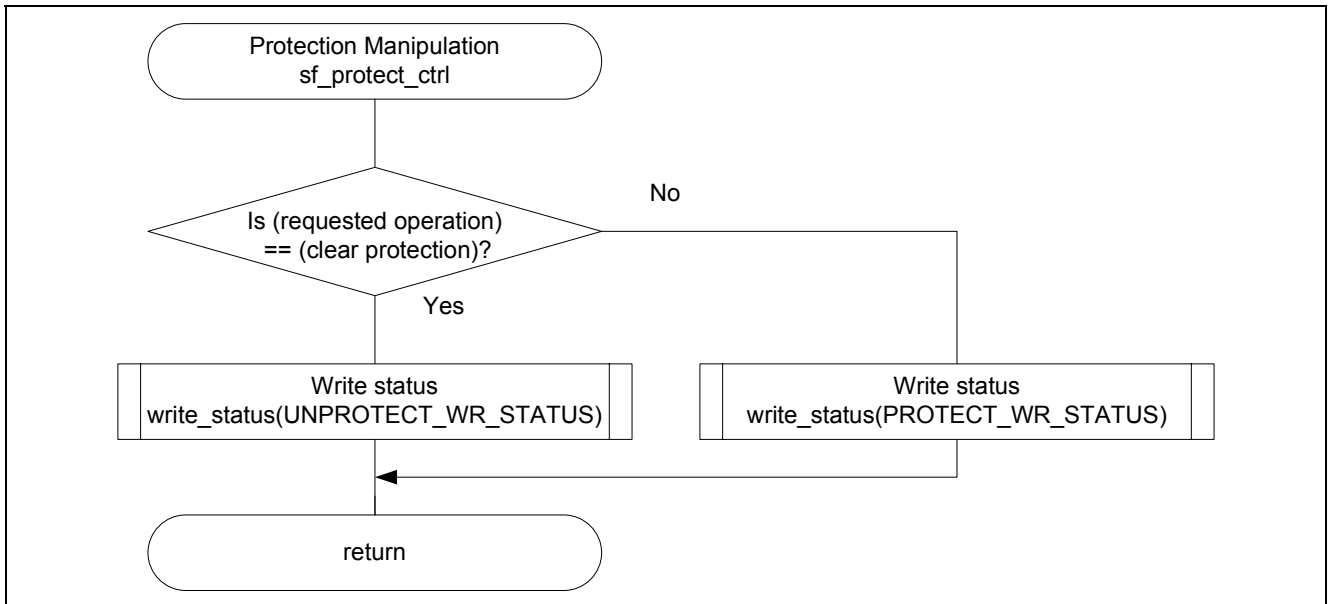 Protection Manipulation
sf_protect_ctrl
No
Is (requested operation)
== (clear protection)?
Yes
Write status
write_status(UNPROTECT_WR_STATUS)
Write status
write_status(PROTECT_WR_STATUS)
return